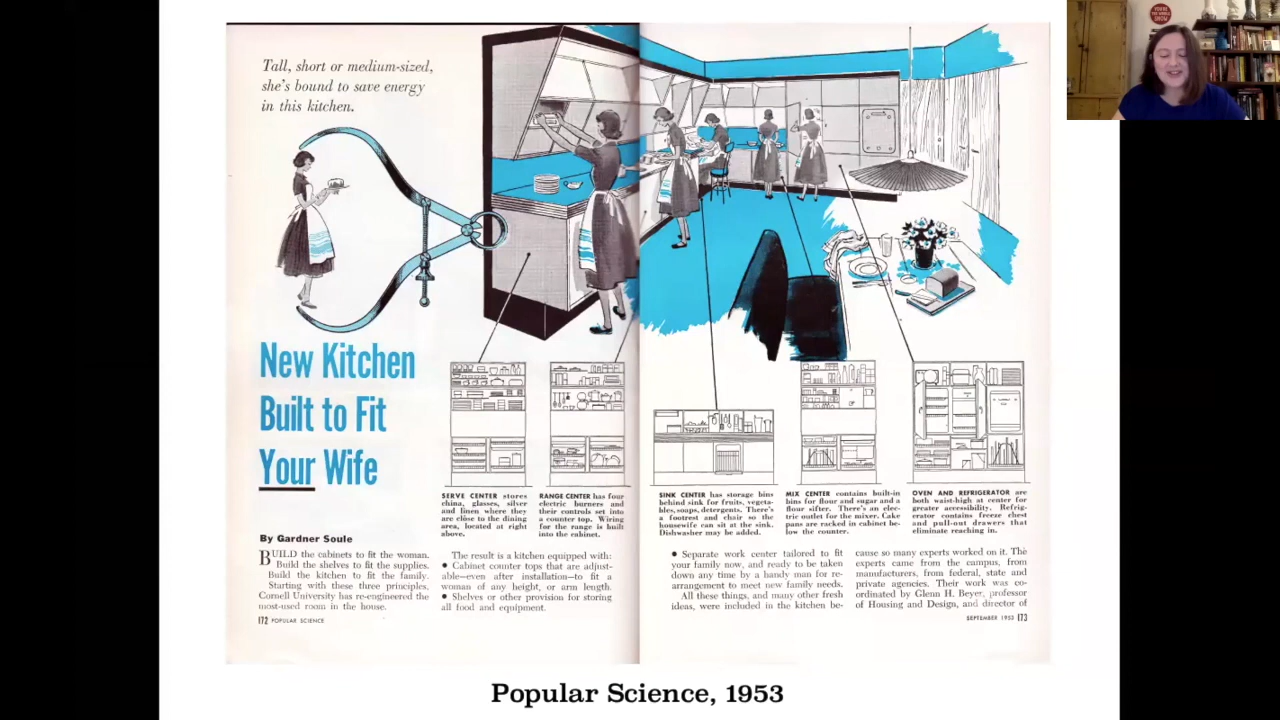 Tall, short or medium-sized,
she's bound to save energy
in this kitchen.
New Kitchen
Built to Fit
Your Wife
By Gardner Soule
BUILD the cabinets to fit the woman.
Build the shelves to fit the supplies.
Build the kitchen to fit the family.
Starting with these three principles,
Cornell University has re-engineered the
most-used room in the house.
172 POPULAR SCIENCE
SERVE CENTER stores
china, glasses, silver
and linen where they
are close to the dining
area, located at right
above.
RANGE CENTER has four
electric burners and
their controls set into
a counter top. Wiring
for the range is built
into the cabinet.
The result is a kitchen equipped with:
• Cabinet counter tops that are adjust-
able—even after installation—to fit a
woman of any height, or arm length.
• Shelves or other provision for storing
all food and equipment.
SINK CENTER has storage bins
behind sink for fruits, vegeta-
bles, soaps, detergents. There's
a footrest and chair so the
housewife can sit at the sink.
Dishwasher may be added.
MIX CENTER contains built-in
bins for flour and sugar and a
flour sifter. There's an elec-
tric outlet for the mixer. Cake
pans are racked in cabinet be-
low the counter.
OVEN AND REFRIGERATOR are
both waist-high at center for
greater accessibility. Refrig-
erator contains freeze chest
and pull-out drawers that
eliminate reaching in.
• Separate work center tailored to fit
your family now, and ready to be taken
down any time by a handy man for re-
arrangement to meet new family needs.
All these things, and many other fresh
ideas, were included in the kitchen be-
cause so many experts worked on it. The
experts came from the campus, from
manufacturers, from federal, state and
private agencies. Their work was co-
ordinated by Glenn H. Beyer, professor
of Housing and Design, and director of
SEPTEMBER 1953 173
Popular Science, 1953